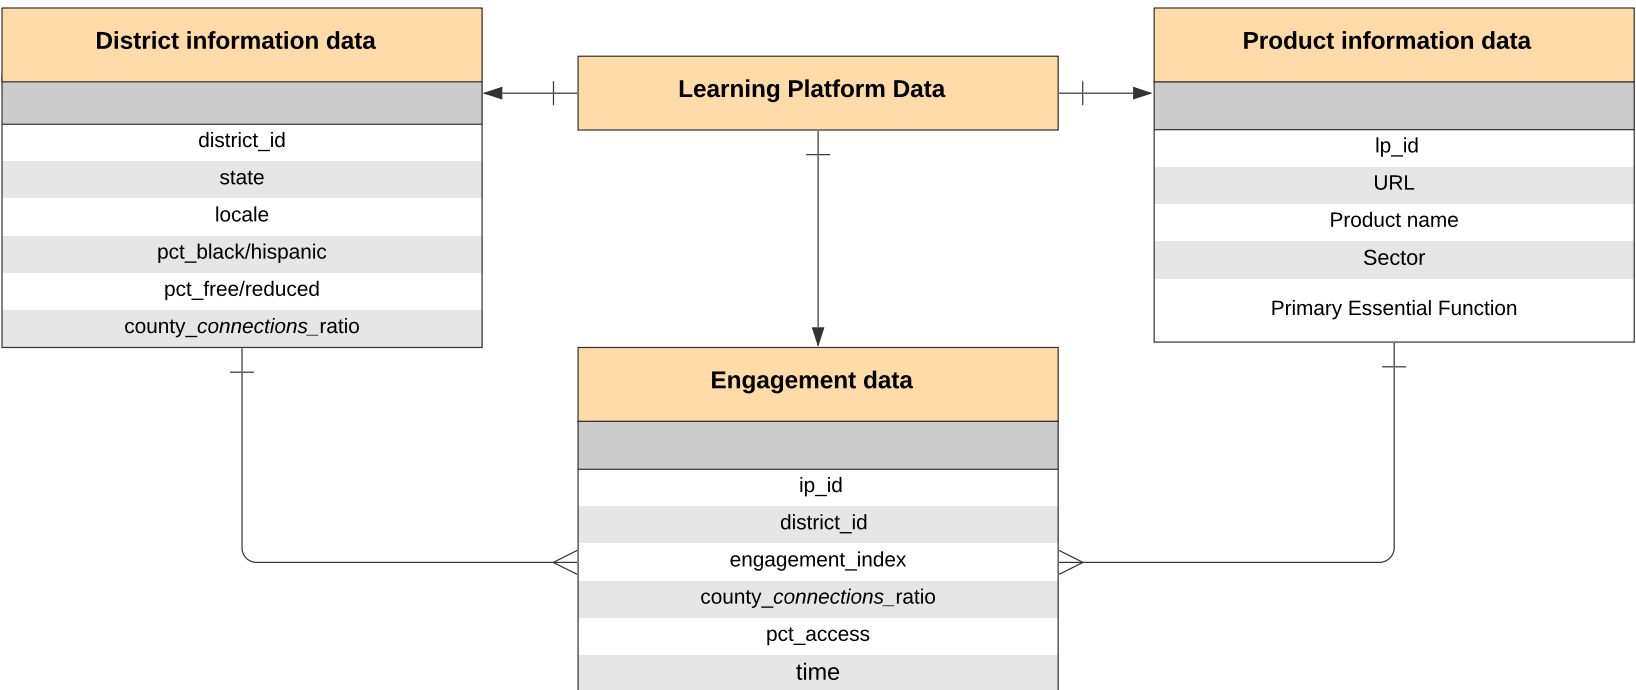 District information data
district_id
state
locale
pct_black/hispanic
pct_free/reduced
county_connections_ratio
Learning Platform Data
Product information data
lp_id
URL
Product name
Sector
Primary Essential Function
Engagement data
ip_id
district_id
engagement_index
county_connections_ratio
pct_access
time